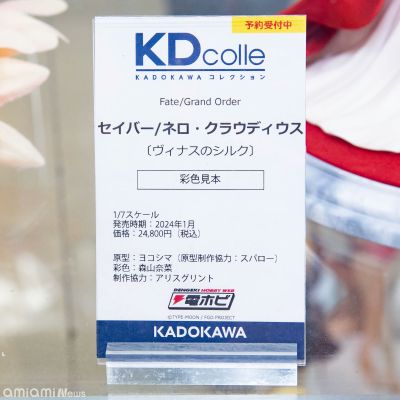 予約受付中
KDcolle
KADOKAWA コレクション
Fate/Grand Order
セイバー/ネロ・クラウディウス
〔ヴィナスのシルク〕
彩色見本
1/7スケール
発売時期：2024年1月
価格：24,800円（税込）
原型：ヨコシマ（原型制作協力：スパロー）
彩色：森山奈菜
制作協力：アリスグリント
DENGEKI HOBBY WEB
電ホビ
©TYPE-MOON / FGO PROJECT
KADOKAWA
amiami News